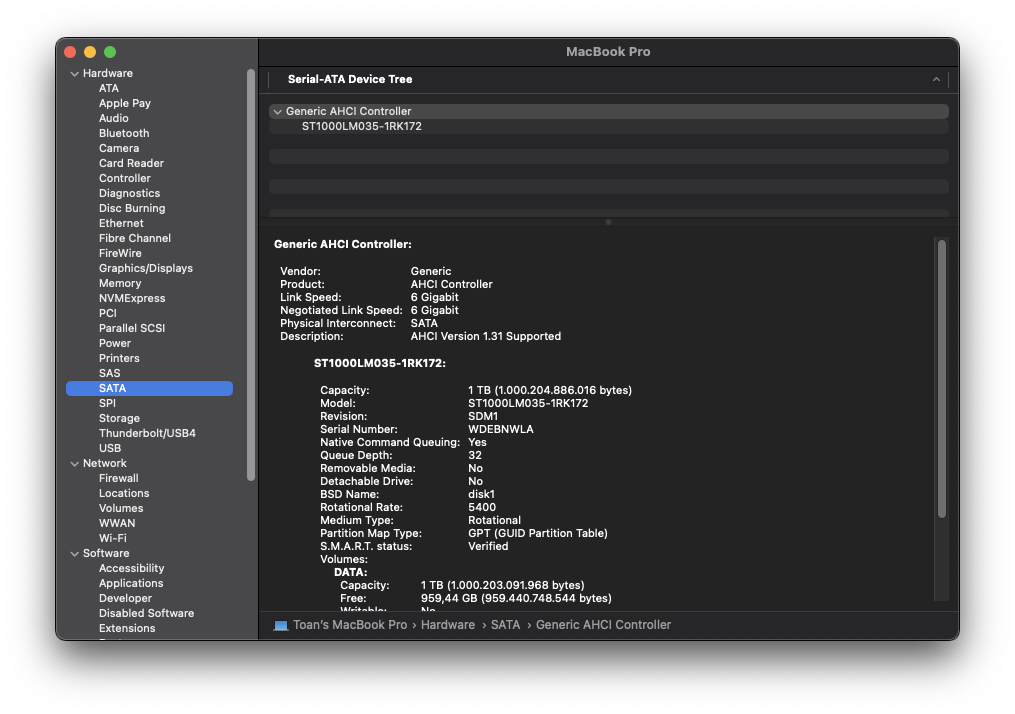 MacBook Pro
Hardware
ATA
Apple Pay
Audio
Bluetooth
Camera
Card Reader
Controller
Diagnostics
Disc Burning
Ethernet
Fibre Channel
FireWire
Graphics/Displays
Memory
NVMExpress
PCI
Parallel SCSI
Power
Printers
SAS
SATA
SPI
Storage
Thunderbolt/USB4
USB
Network
Firewall
Locations
Volumes
WWAN
Wi-Fi
Software
Accessibility
Applications
Developer
Disabled Software
Extensions
Serial-ATA Device Tree
Generic AHCI Controller
ST1000LM035-1RK172
Generic AHCI Controller:
Vendor: Generic
Product: AHCI Controller
Link Speed: 6 Gigabit
Negotiated Link Speed: 6 Gigabit
Physical Interconnect: SATA
Description: AHCI Version 1.31 Supported
ST1000LM035-1RK172:
Capacity: 1 TB (1.000.204.886.016 bytes)
Model: ST1000LM035-1RK172
Revision: SDM1
Serial Number: WDEBNWLA
Native Command Queuing: Yes
Queue Depth: 32
Removable Media: No
Detachable Drive: No
BSD Name: disk1
Rotational Rate: 5400
Medium Type: Rotational
Partition Map Type: GPT (GUID Partition Table)
S.M.A.R.T. status: Verified
Volumes:
DATA:
Capacity: 1 TB (1.000.203.091.968 bytes)
Free: 959,44 GB (959.440.748.544 bytes)
Writable: No
Toan's MacBook Pro › Hardware › SATA › Generic AHCI Controller